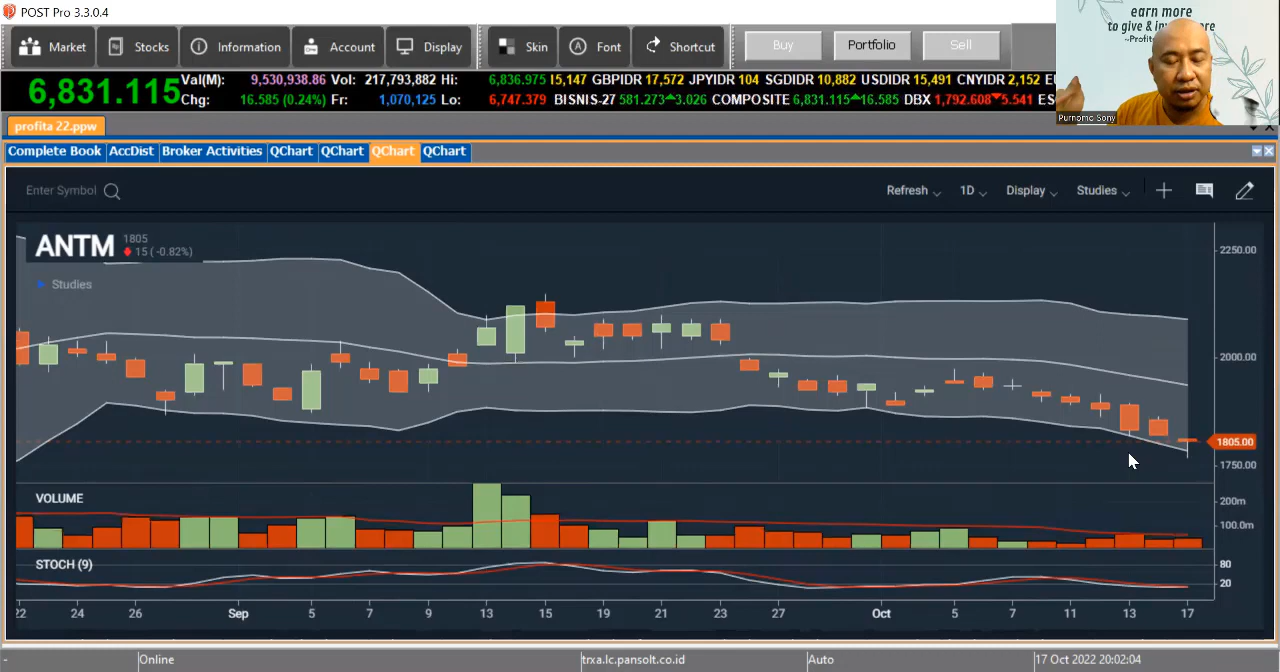 POST Pro 3.3.0.4
earn more
to give & in re
~Profit
Market Stocks Information Account Display Skin Font Shortcut Buy Portfolio Sell
6,831.115 Val(M): 9,530,938.86 Vol: 217,793,882 Hi: 6,836.975 15,147 GBPIDR 17,572 JPYIDR 104 SGDIDR 10,882 USDIDR 15,491 CNYIDR 2,152 EU
Chg: 16.585 (0.24%) Fr: 1,070,125 Lo: 6,747.379 BISNIS-27 581.273 3.026 COMPOSITE 6,831.115 16.585 DBX 1,792.608 5.541 ES
Purnomo Sony
profita 22.ppw
Complete Book AccDist Broker Activities QChart QChart QChart QChart
Enter Symbol Refresh 1D Display Studies
ANTM 1805
15 ( -0.82%)
Studies
2250.00
2000.00
1805.00
1750.00
VOLUME
200m
100.0m
STOCH (9)
80
20
22 24 26 Sep 5 7 9 13 15 19 21 23 27 Oct 5 7 11 13 17
- Online trxa.lc.pansolt.co.id Auto 17 Oct 2022 20:02:04